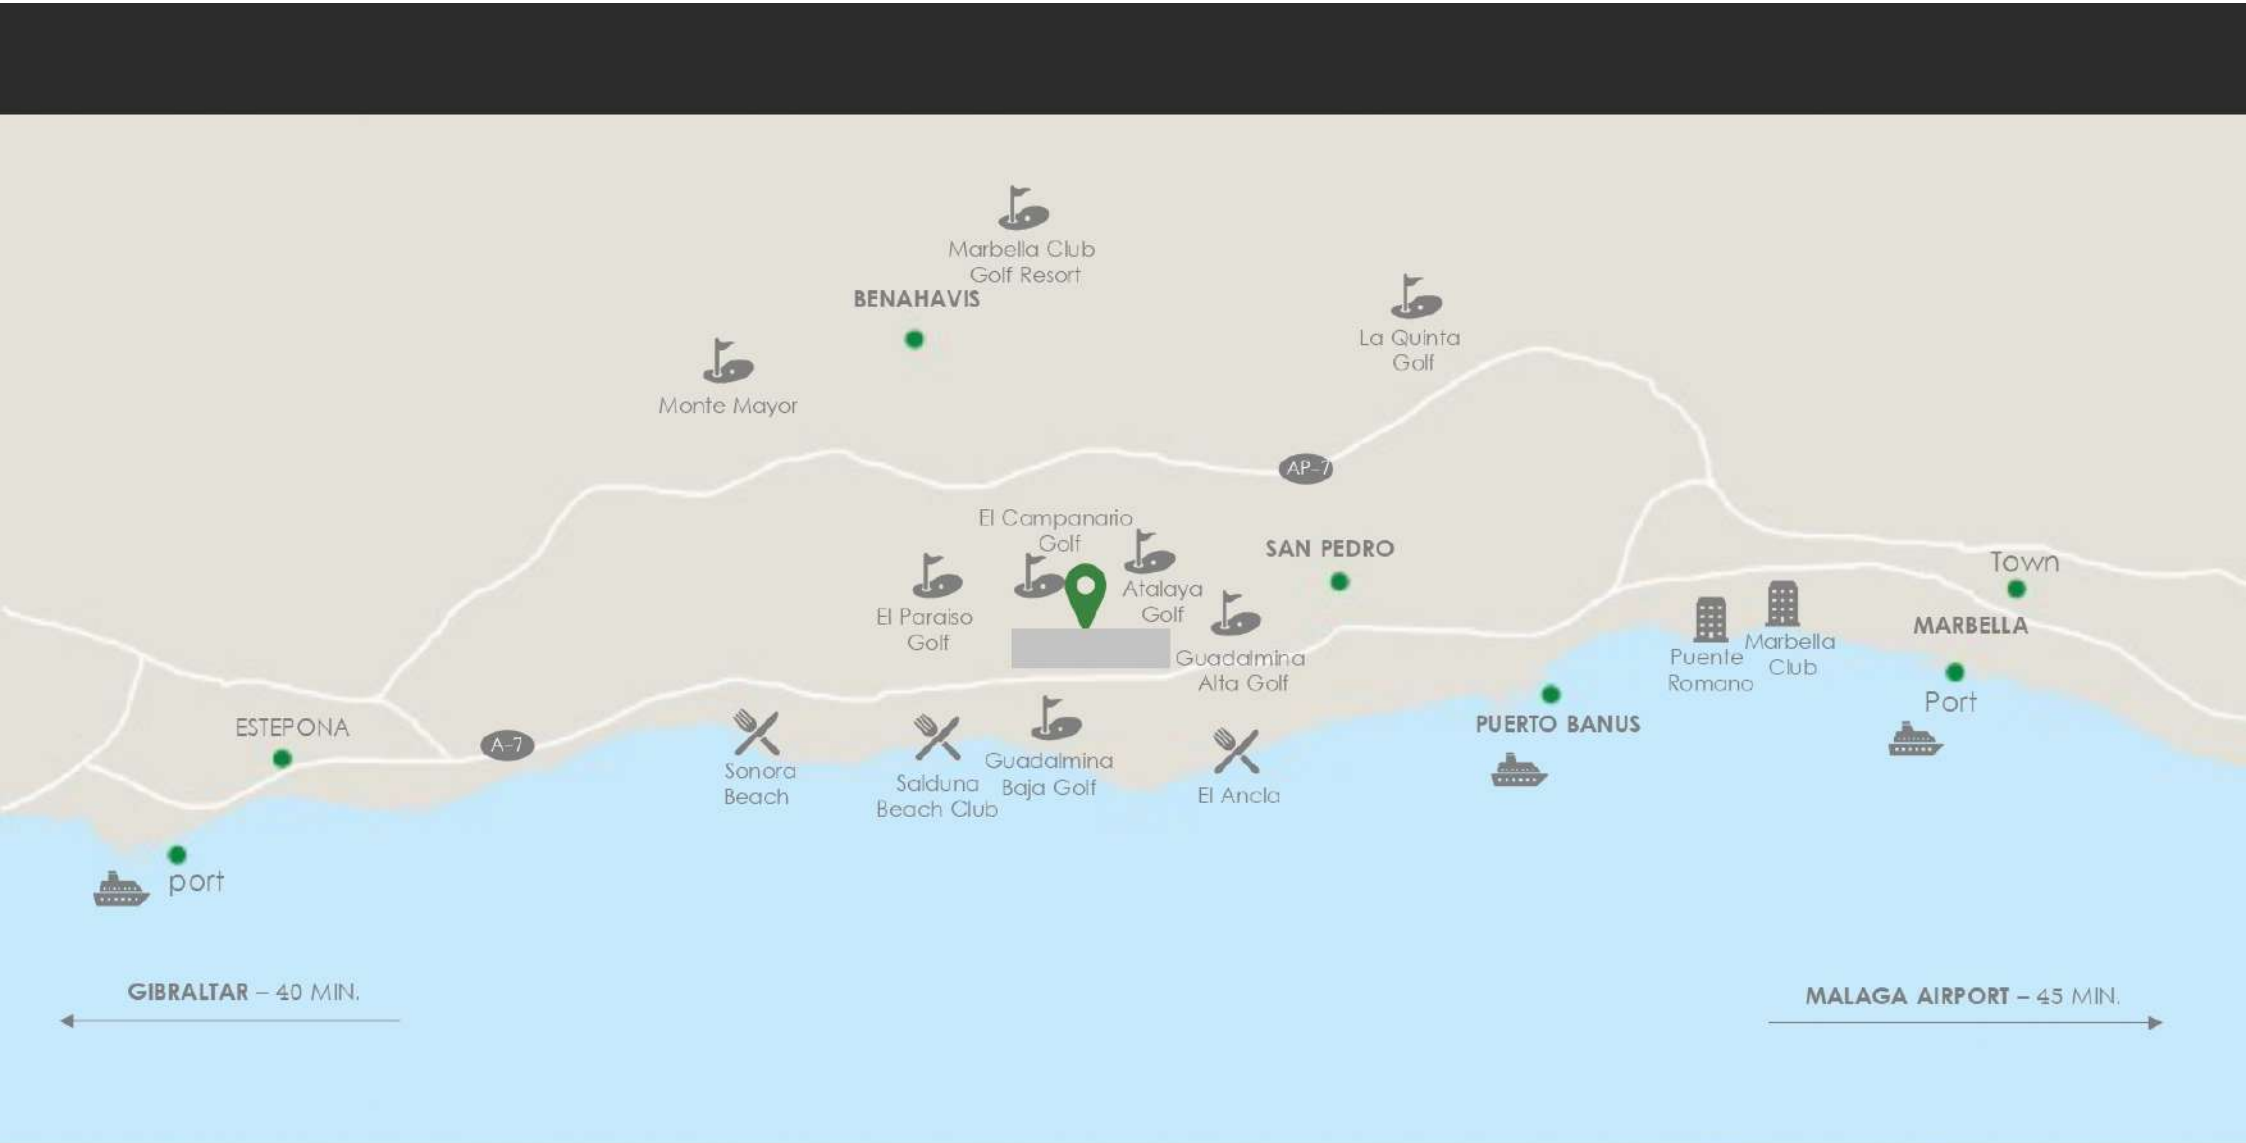 Marbella Club
Golf Resort
BENAHAVIS
La Quinta
Golf
Monte Mayor
AP-7
El Campanario
Golf
SAN PEDRO
Town
Atalaya
Golf
El Paraiso
Golf
MARBELLA
Marbella
Club
Puente
Romano
Guadalmina
Alta Golf
Port
PUERTO BANUS
ESTEPONA
A-7
Sonora
Beach
Salduna
Beach Club
Guadalmina
Baja Golf
El Ancla
port
GIBRALTAR – 40 MIN.
MALAGA AIRPORT – 45 MIN.